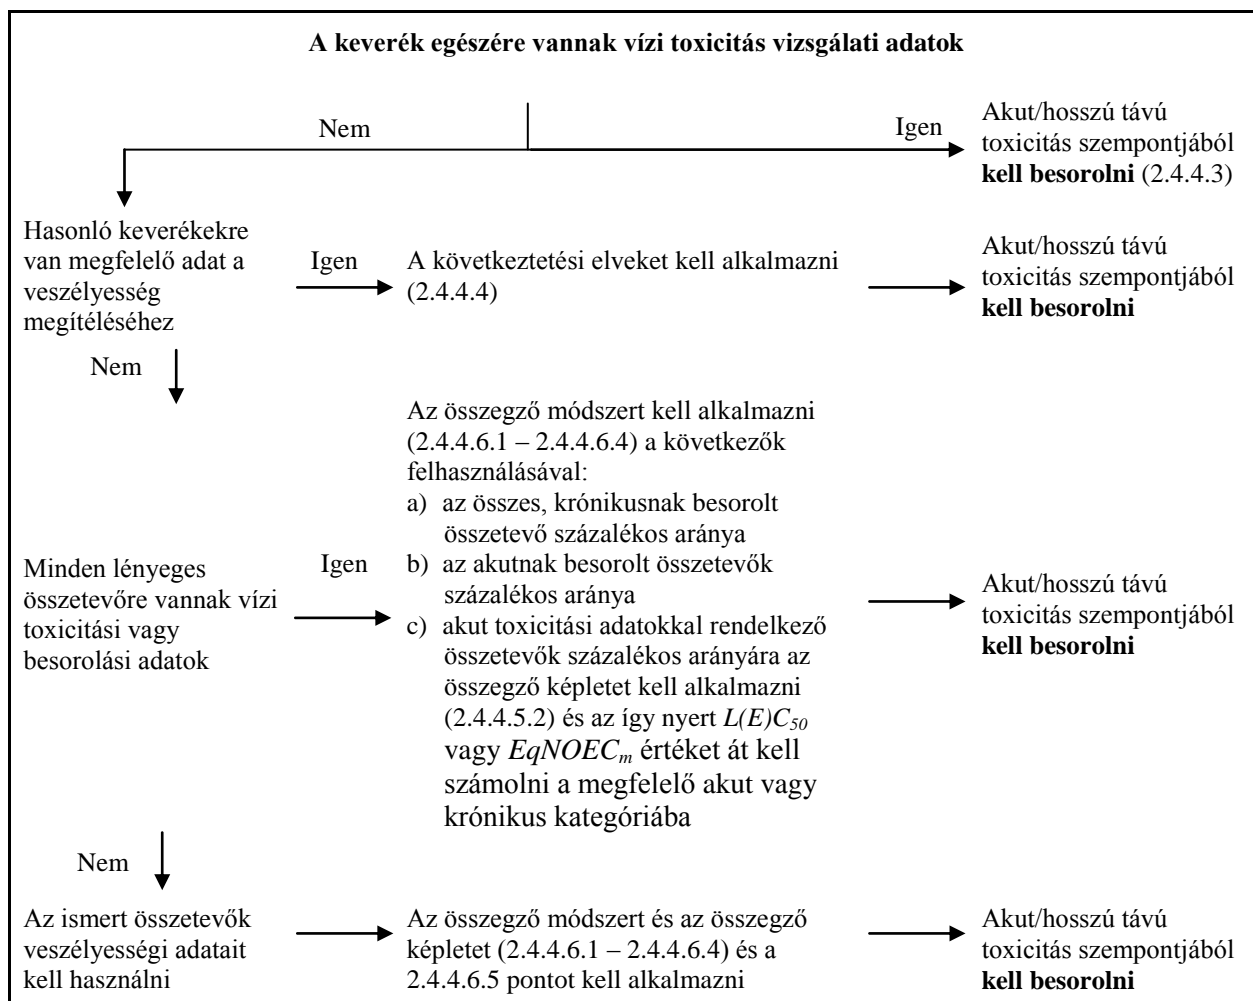 A keverék egészére vannak vízi toxicitás vizsgálati adatok
Nem
Igen
Akut/hosszú távú
toxicitás szempontjából
kell besorolni (2.4.4.3)
Hasonló keverékekre
van megfelelő adat a
veszélyesség
megítéléséhez
Igen
A következtetési elveket kell alkalmazni
(2.4.4.4)
Akut/hosszú távú
toxicitás szempontjából
kell besorolni
Nem
Minden lényeges
összetevőre vannak vízi
toxicitási vagy
besorolási adatok
Igen
Az összegző módszert kell alkalmazni
(2.4.4.6.1 – 2.4.4.6.4) a következők
felhasználásával:
a) az összes, krónikusnak besorolt
összetevő százalékos aránya
b) az akutnak besorolt összetevők
százalékos aránya
c) akut toxicitási adatokkal rendelkező
összetevők százalékos arányára az
összegző képletet kell alkalmazni
(2.4.4.5.2) és az így nyert L(E)C50
vagy EqNOECm értéket át kell
számolni a megfelelő akut vagy
krónikus kategóriába
Akut/hosszú távú
toxicitás szempontjából
kell besorolni
Nem
Az ismert összetevők
veszélyességi adatait
kell használni
Az összegző módszert és az összegző
képletet (2.4.4.6.1 – 2.4.4.6.4) és a
2.4.4.6.5 pontot kell alkalmazni
Akut/hosszú távú
toxicitás szempontjából
kell besorolni